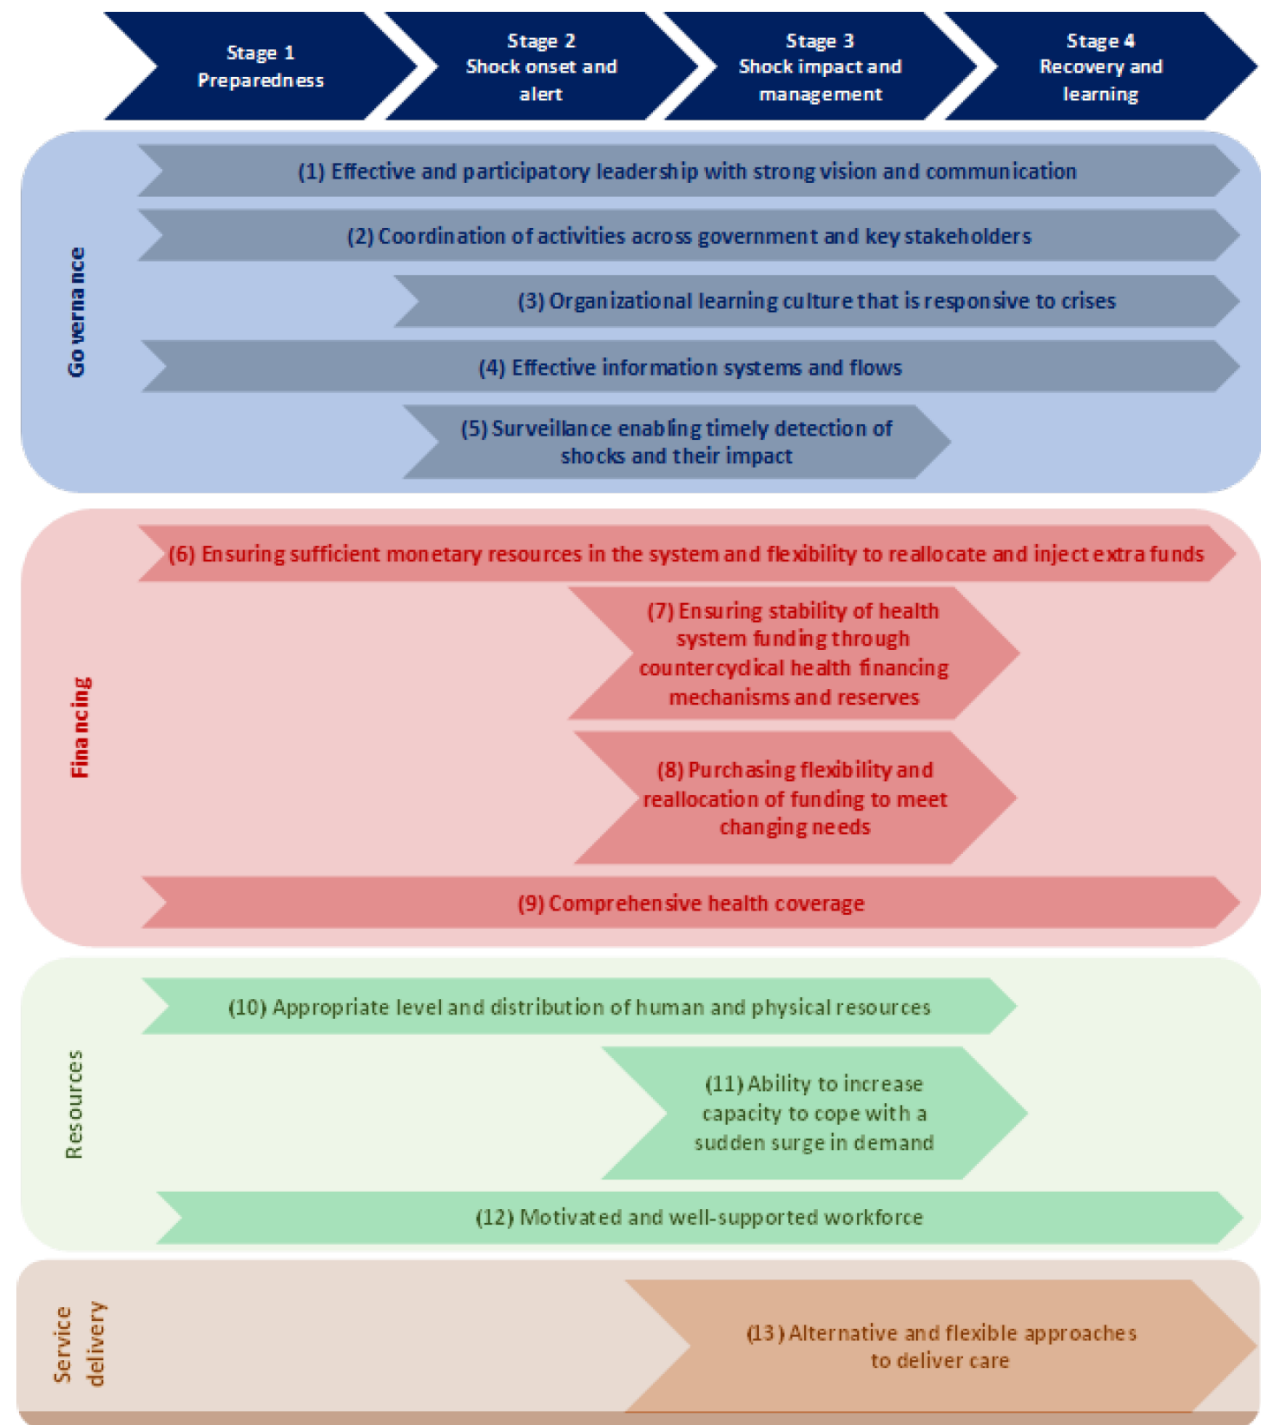 Stage 1
Preparedness
Stage 2
Shock onset and
alert
Stage 3
Shock impact and
management
Stage 4
Recovery and
learning
Governance
(1) Effective and participatory leadership with strong vision and communication
(2) Coordination of activities across government and key stakeholders
(3) Organizational learning culture that is responsive to crises
(4) Effective information systems and flows
(5) Surveillance enabling timely detection of
shocks and their impact
Financing
(6) Ensuring sufficient monetary resources in the system and flexibility to reallocate and inject extra funds
(7) Ensuring stability of health
system funding through
countercyclical health financing
mechanisms and reserves
(8) Purchasing flexibility and
reallocation of funding to meet
changing needs
(9) Comprehensive health coverage
Resources
(10) Appropriate level and distribution of human and physical resources
(11) Ability to increase
capacity to cope with a
sudden surge in demand
(12) Motivated and well-supported workforce
Service
delivery
(13) Alternative and flexible approaches
to deliver care